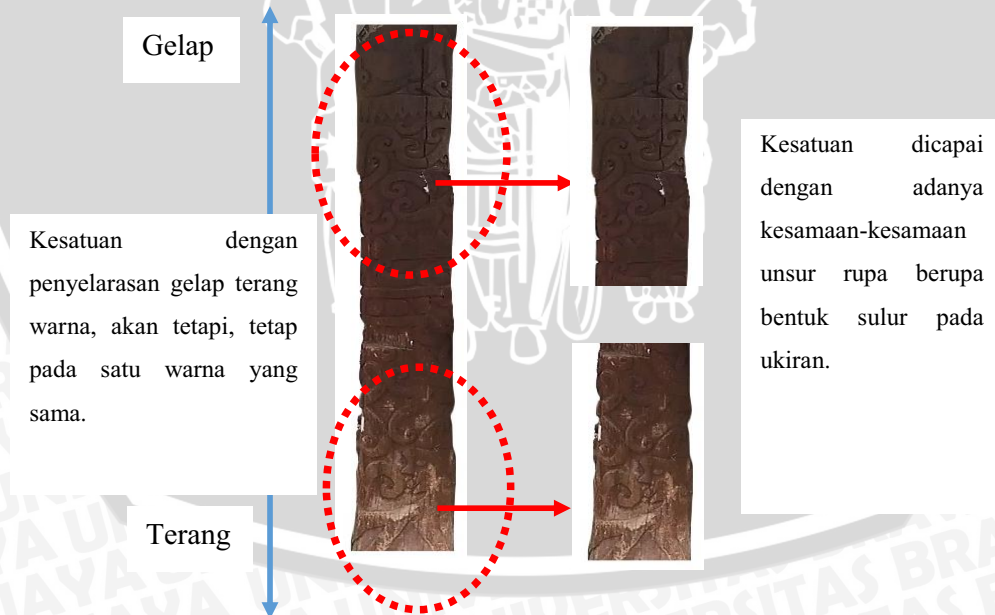 Gelap
Kesatuan dengan
penyelarasan gelap terang
warna, akan tetapi, tetap
pada satu warna yang
sama.
Terang
Kesatuan dicapai
dengan adanya
kesamaan-kesamaan
unsur rupa berupa
bentuk sulur pada
ukiran.